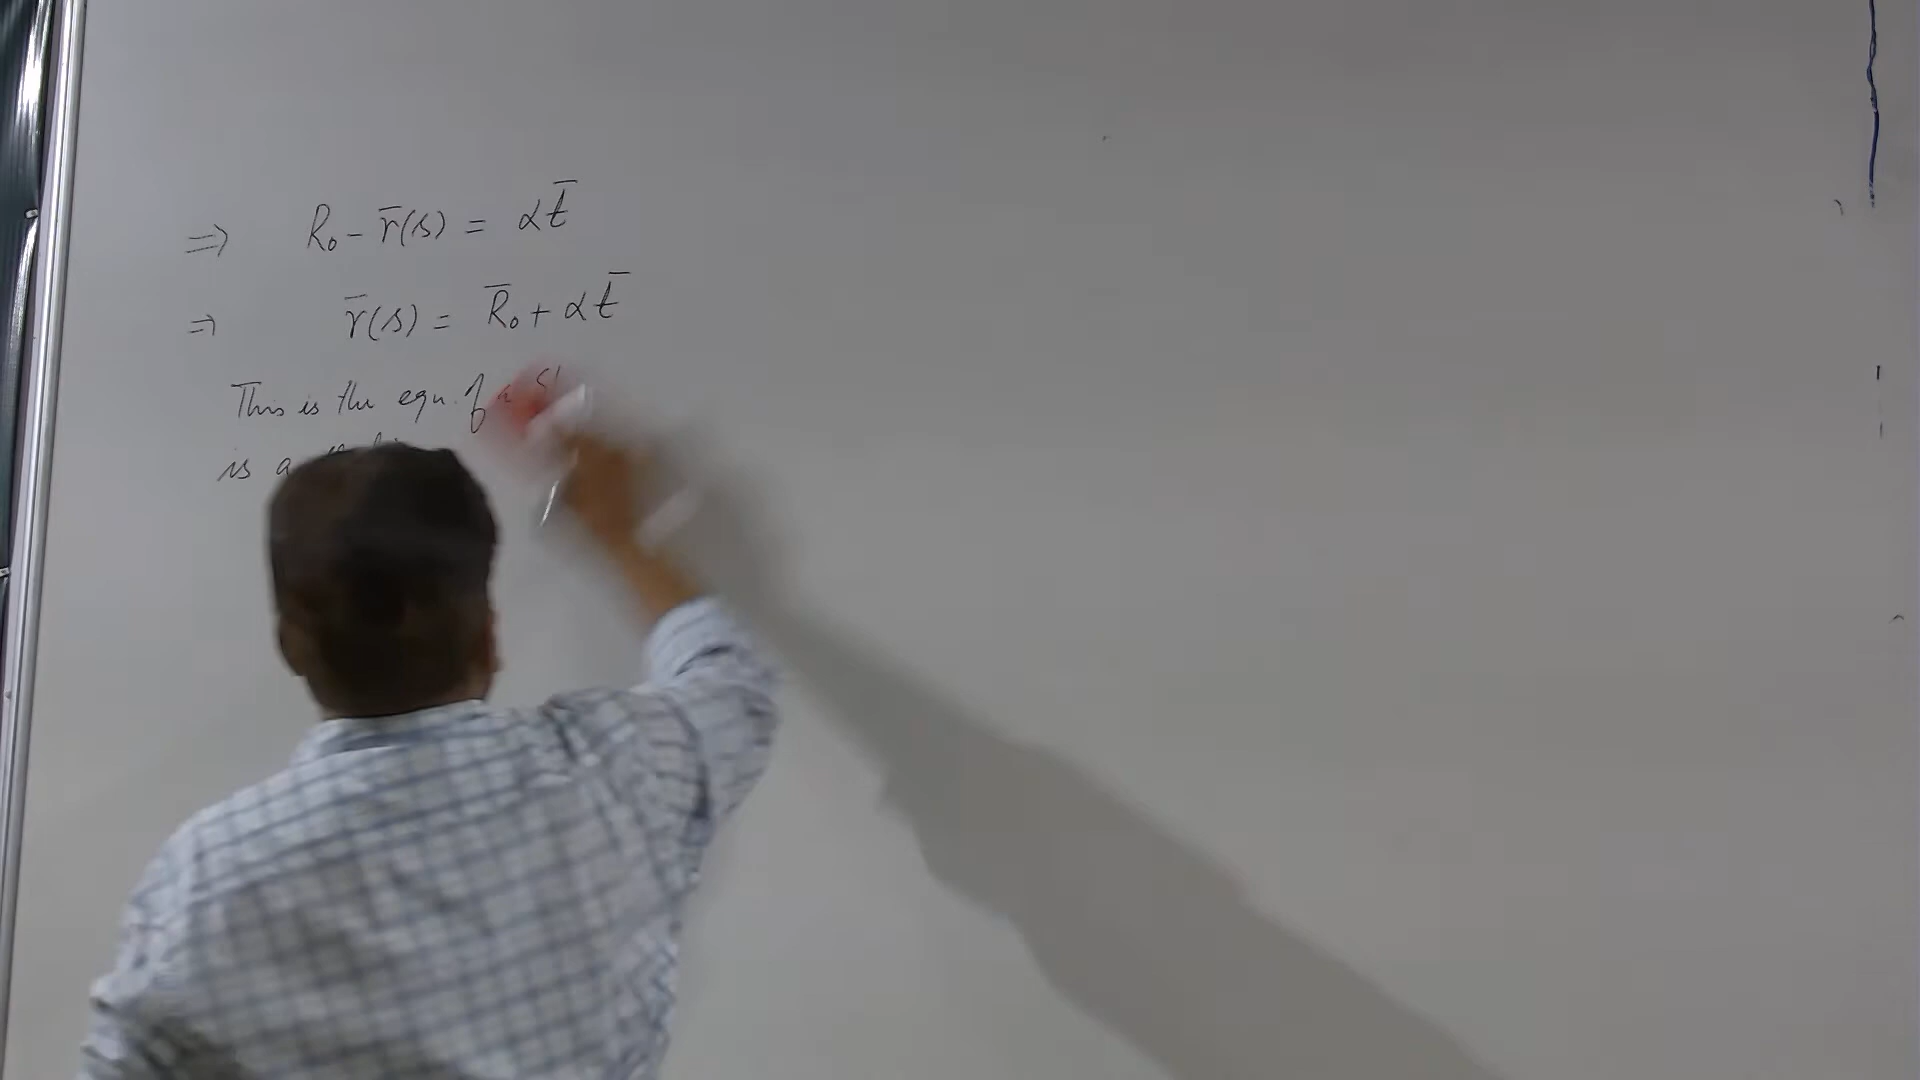 ⇒ R₀ − r̄(s) = αt̄
⇒ r̄(s) = R̄₀ + αt̄
This is the equ. of a
is a